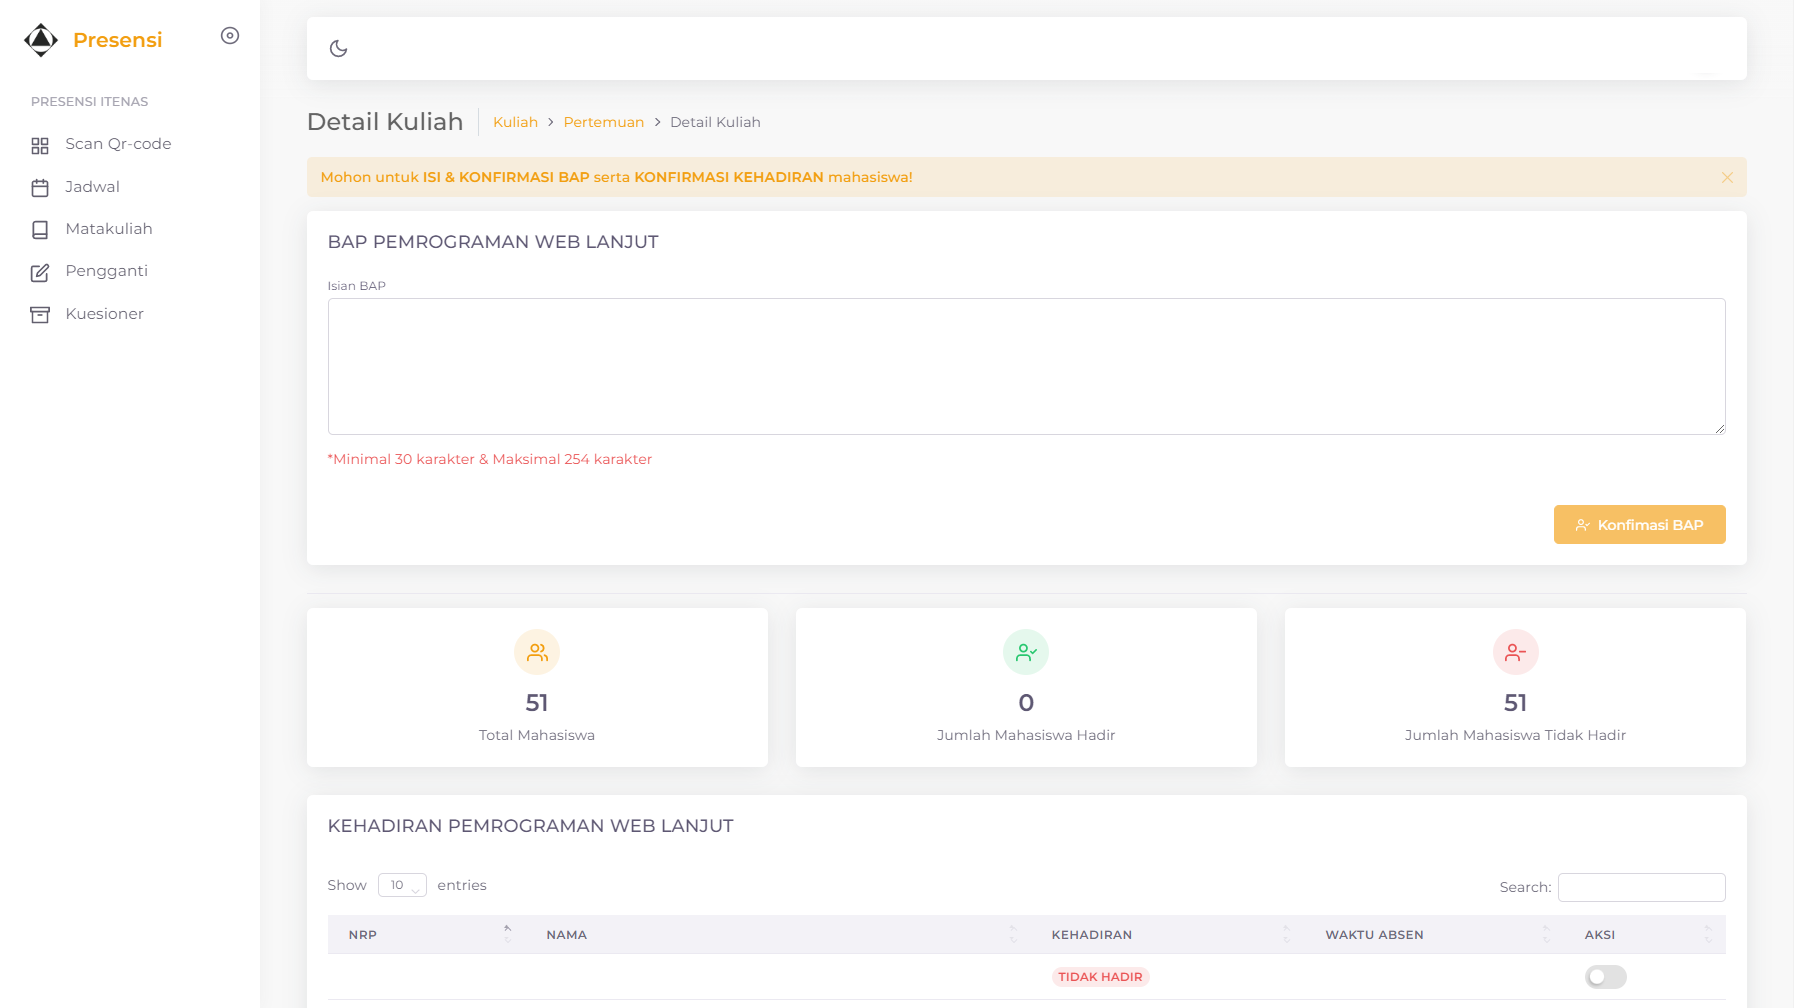 Presensi
PRESENSI ITENAS
Scan Qr-code
Jadwal
Matakuliah
Pengganti
Kuesioner
Detail Kuliah
Kuliah > Pertemuan > Detail Kuliah
Mohon untuk ISI & KONFIRMASI BAP serta KONFIRMASI KEHADIRAN mahasiswa!
BAP PEMROGRAMAN WEB LANJUT
Isian BAP
*Minimal 30 karakter & Maksimal 254 karakter
Konfimasi BAP
51
Total Mahasiswa
0
Jumlah Mahasiswa Hadir
51
Jumlah Mahasiswa Tidak Hadir
KEHADIRAN PEMROGRAMAN WEB LANJUT
Show 10 entries
Search:
NRP NAMA KEHADIRAN WAKTU ABSEN AKSI
TIDAK HADIR